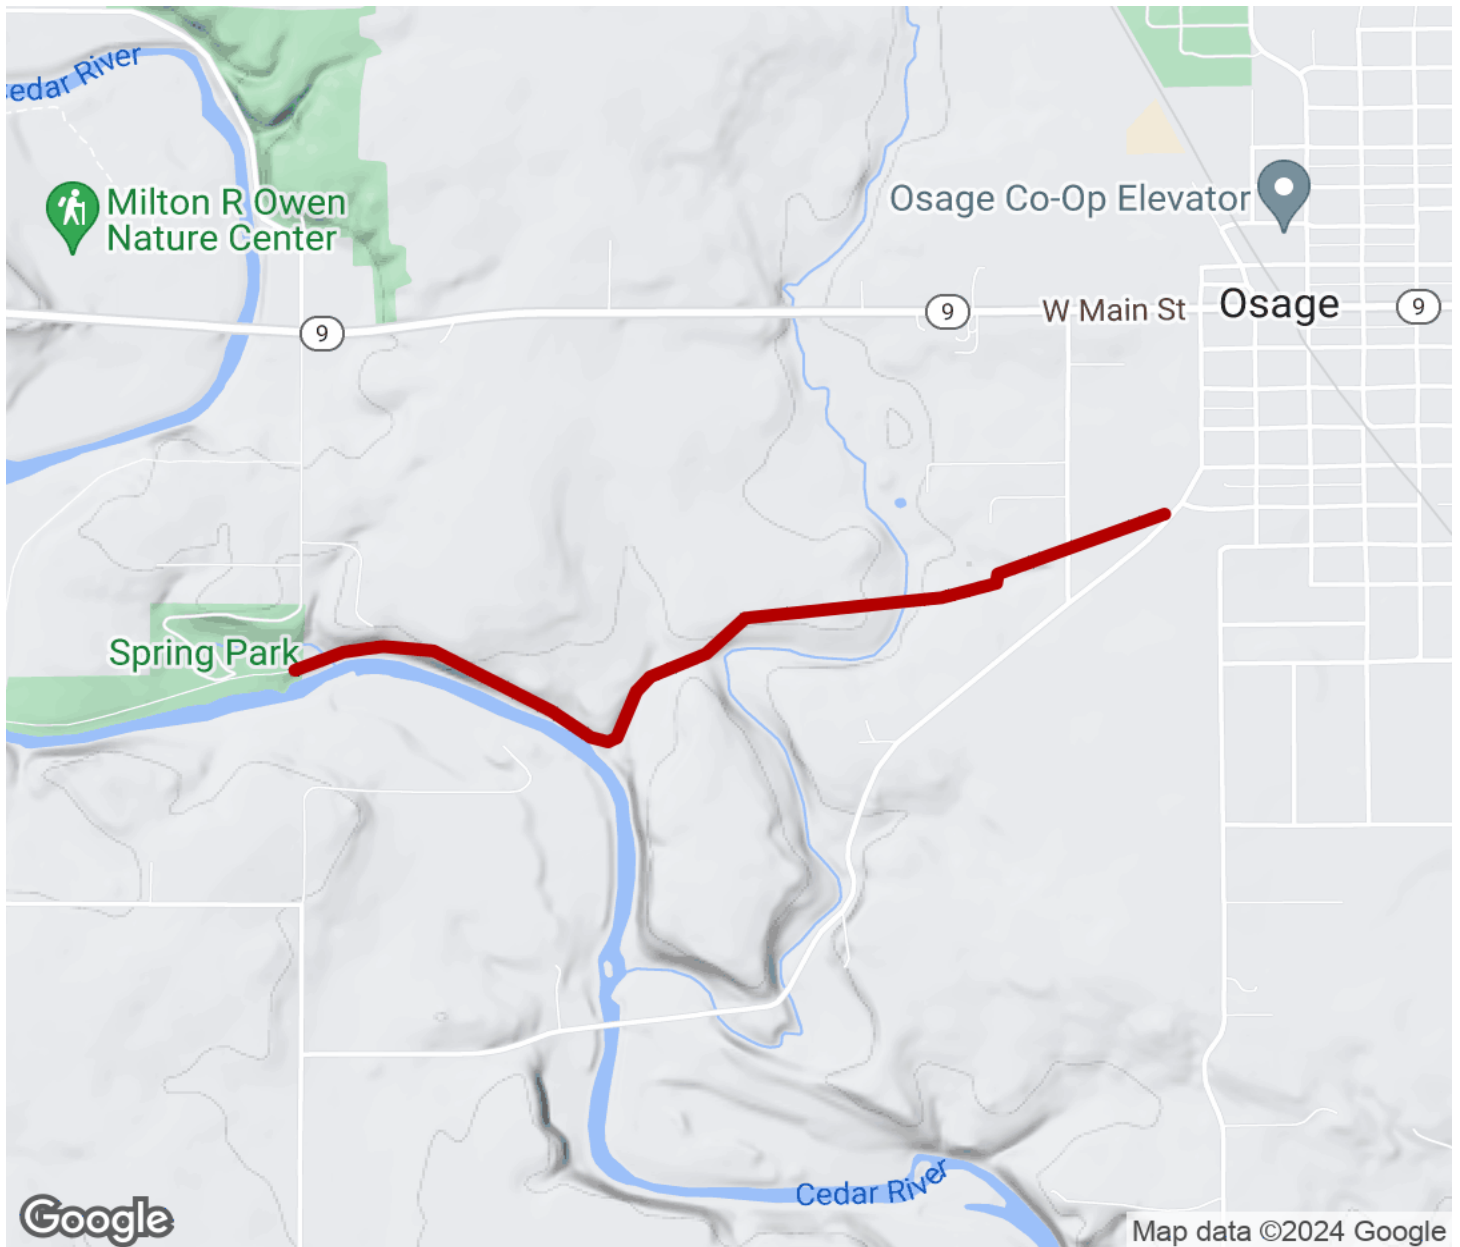 edar River
Milton R Owen
Nature Center
Osage Co-Op Elevator
9
9
W Main St
Osage
9
Spring Park
Cedar River
Google
Map data ©2024 Google